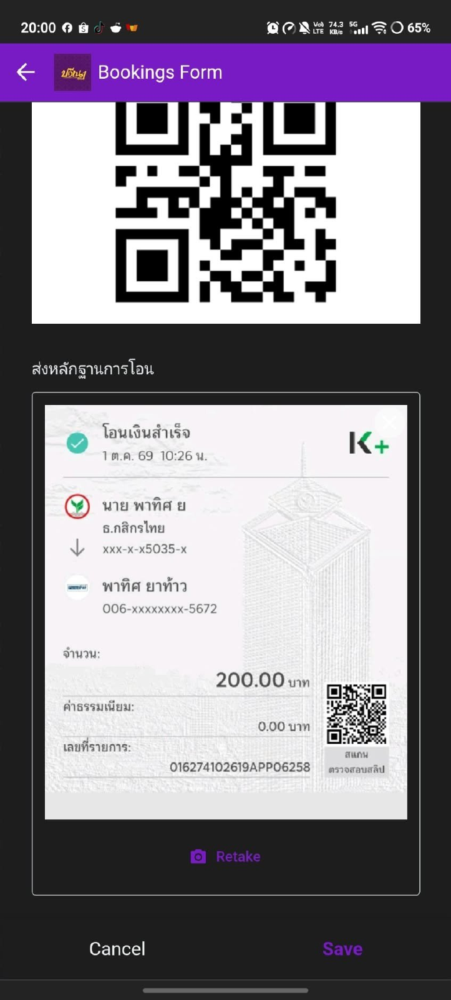 20:00
Vo) LTE
74.3 KB/s
5G
65%
ปวีณา
Bookings Form
ส่งหลักฐานการโอน
โอนเงินสำเร็จ
1 ต.ค. 69 10:26 น.
K+
นาย พาทิศ ย
ธ.กสิกรไทย
xxx-x-x5035-x
พาทิศ ยาท้าว
006-xxxxxxxx-5672
จำนวน:
200.00 บาท
ค่าธรรมเนียม:
0.00 บาท
เลขที่รายการ:
016274102619APP06258
สแกน
ตรวจสอบสลิป
Retake
Cancel
Save